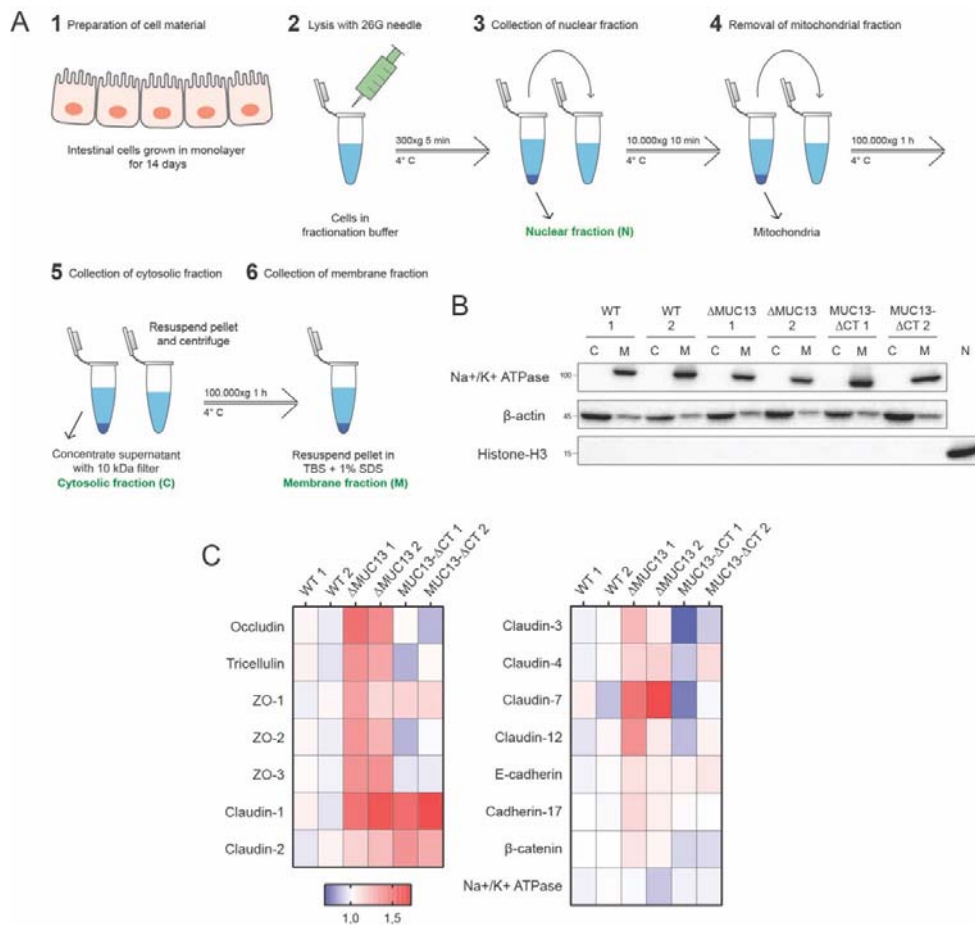 A
1 Preparation of cell material
2 Lysis with 26G needle
3 Collection of nuclear fraction
4 Removal of mitochondrial fraction
Intestinal cells grown in monolayer
for 14 days
300xg 5 min
4° C
10.000xg 10 min
4° C
100.000xg 1 h
4° C
Cells in
fractionation buffer
Nuclear fraction (N)
Mitochondria
5 Collection of cytosolic fraction
6 Collection of membrane fraction
Resuspend pellet
and centrifuge
100.000xg 1 h
4° C
Concentrate supernatant
with 10 kDa filter
Cytosolic fraction (C)
Resuspend pellet in
TBS + 1% SDS
Membrane fraction (M)
B
WT 1
WT 2
ΔMUC13 1
ΔMUC13 2
MUC13-ΔCT 1
MUC13-ΔCT 2
C M C M C M C M C M C M N
Na+/K+ ATPase 100
β-actin 45
Histone-H3 15
C
WT 1
WT 2
ΔMUC13 1
ΔMUC13 2
MUC13-ΔCT 1
MUC13-ΔCT 2
Occludin
Tricellulin
ZO-1
ZO-2
ZO-3
Claudin-1
Claudin-2
1,0 1,5
WT 1
WT 2
ΔMUC13 1
ΔMUC13 2
MUC13-ΔCT 1
MUC13-ΔCT 2
Claudin-3
Claudin-4
Claudin-7
Claudin-12
E-cadherin
Cadherin-17
β-catenin
Na+/K+ ATPase